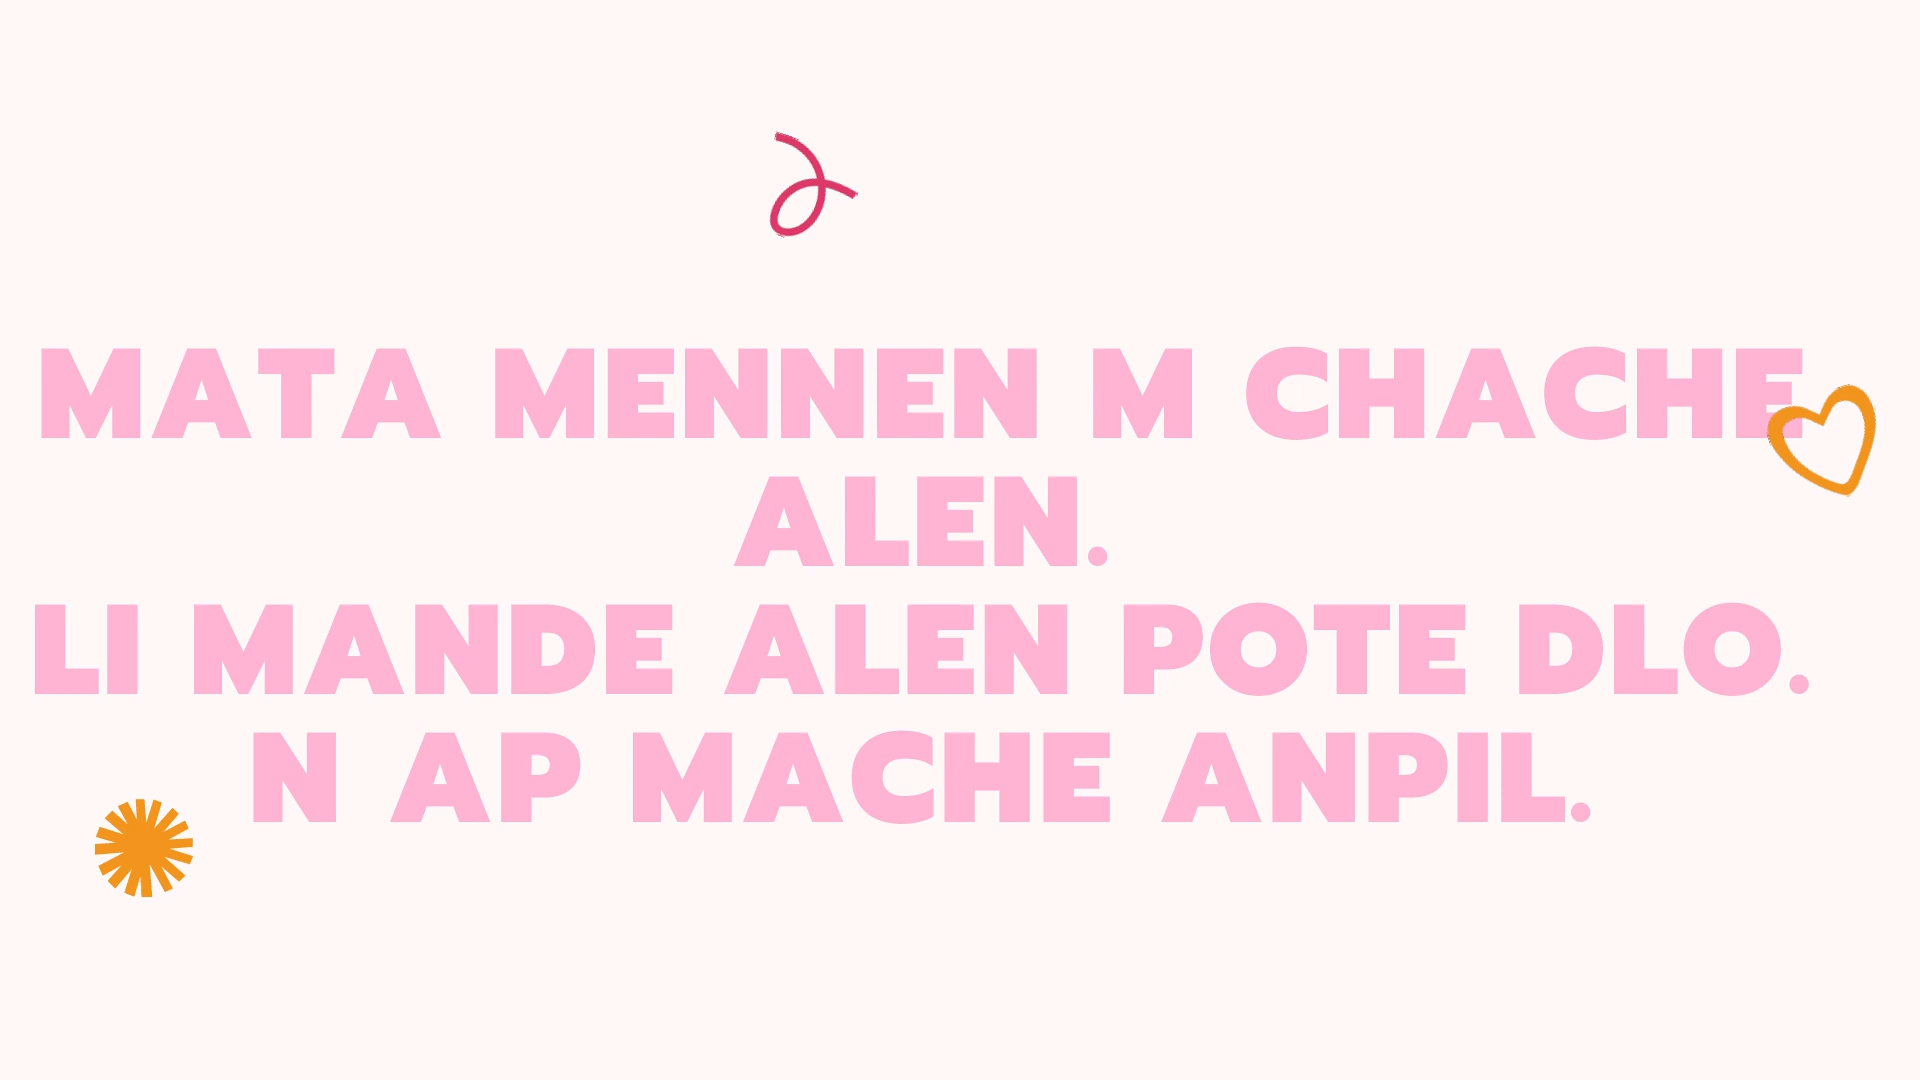 MATA MENNEN M CHACHE
ALEN.
LI MANDE ALEN POTE DLO.
N AP MACHE ANPIL.